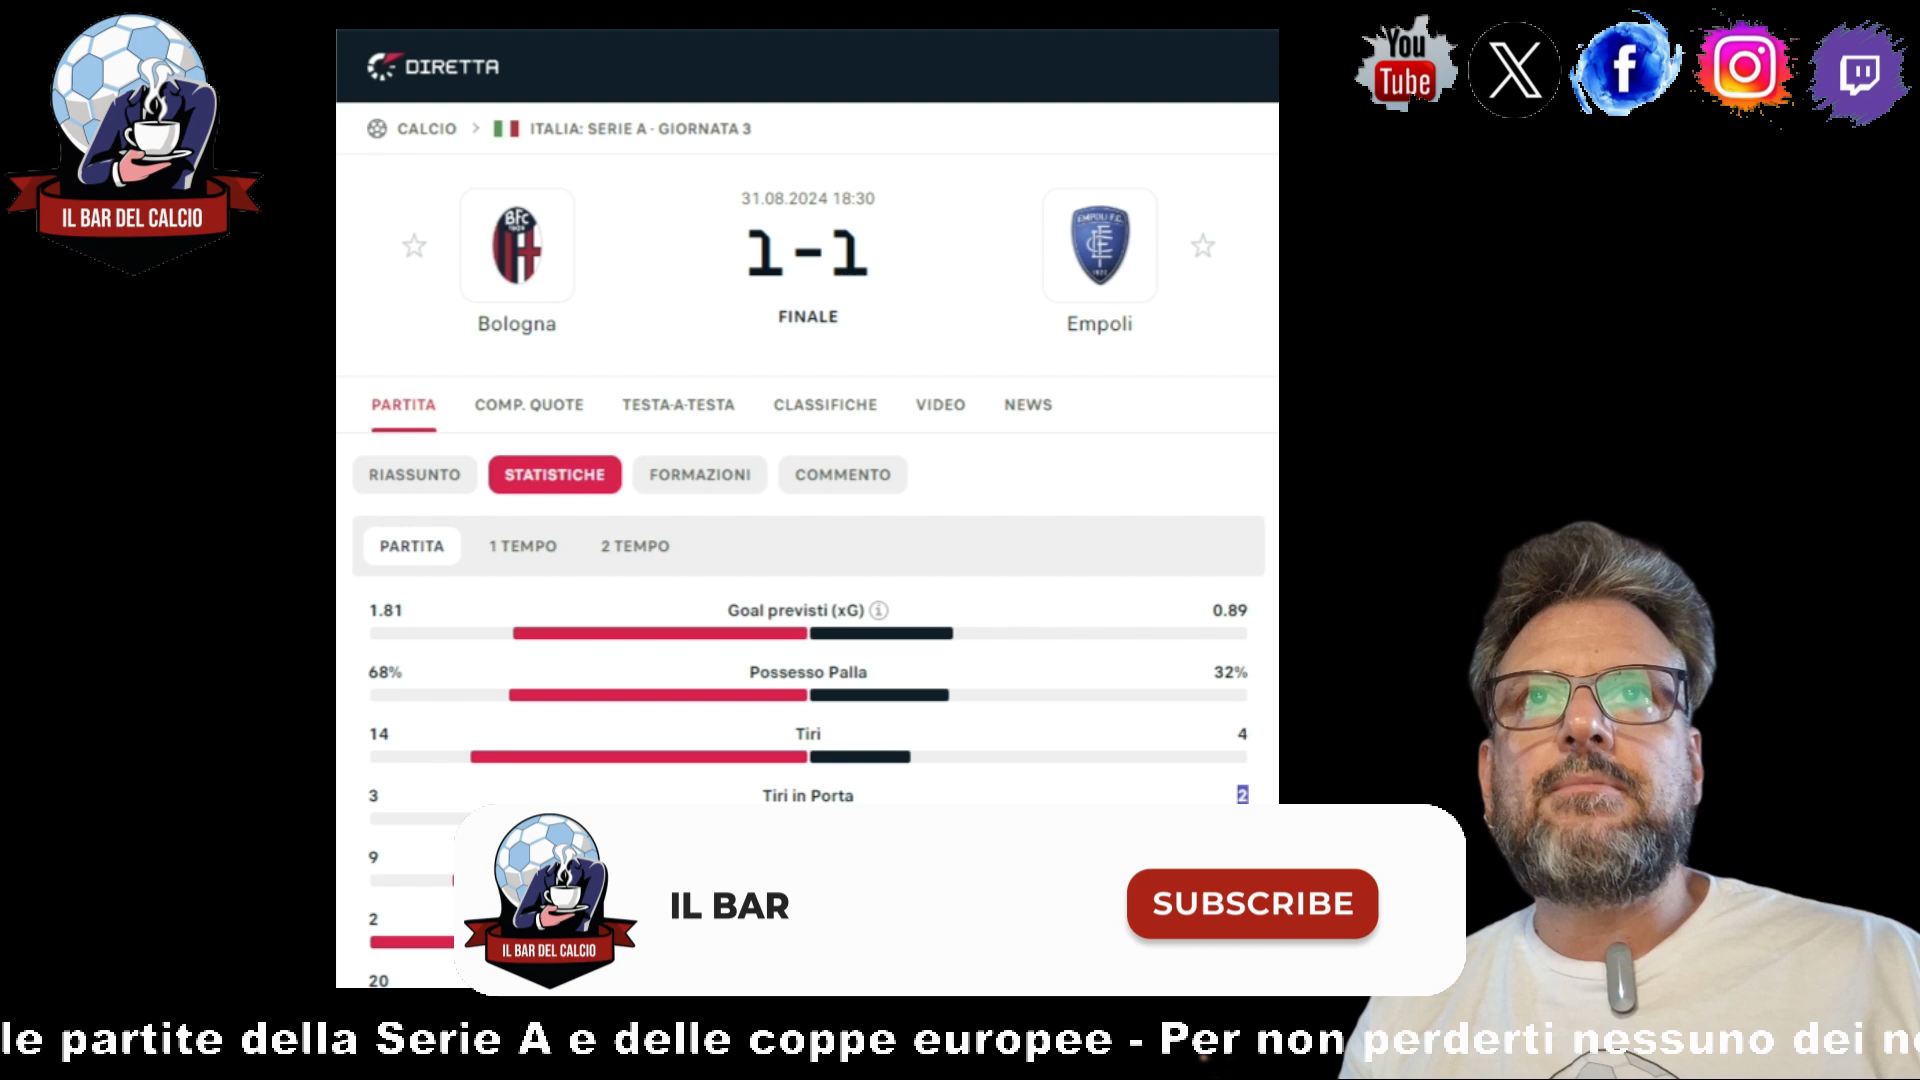 IL BAR DEL CALCIO
You
Tube
DIRETTA
CALCIO > ITALIA: SERIE A - GIORNATA 3
31.08.2024 18:30
BFC
1909
1-1
EMPOLI F.C.
FINALE
Bologna
Empoli
PARTITA COMP. QUOTE TESTA-A-TESTA CLASSIFICHE VIDEO NEWS
RIASSUNTO STATISTICHE FORMAZIONI COMMENTO
PARTITA 1 TEMPO 2 TEMPO
1.81 Goal previsti (xG) 0.89
68% Possesso Palla 32%
14 Tiri 4
3 Tiri in Porta 2
9
2
20
IL BAR DEL CALCIO
IL BAR
SUBSCRIBE
le partite della Serie A e delle coppe europee - Per non perderti nessuno dei